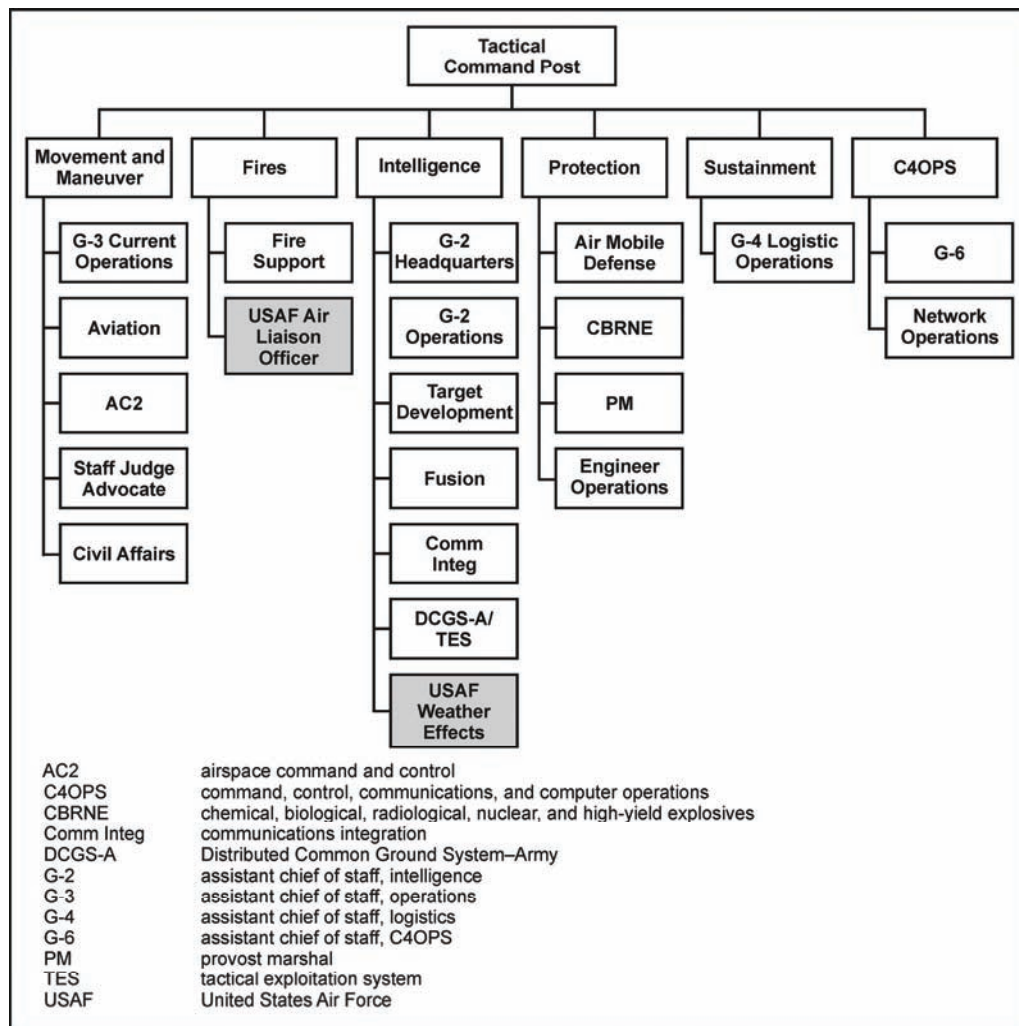 Tactical
Command Post
Movement and
Maneuver
Fires
Intelligence
Protection
Sustainment
C4OPS
G-3 Current
Operations
Aviation
AC2
Staff Judge
Advocate
Civil Affairs
Fire
Support
USAF Air
Liaison
Officer
G-2
Headquarters
G-2
Operations
Target
Development
Fusion
Comm
Integ
DCGS-A/
TES
USAF
Weather
Effects
Air Mobile
Defense
CBRNE
PM
Engineer
Operations
G-4 Logistic
Operations
G-6
Network
Operations
AC2 airspace command and control
C4OPS command, control, communications, and computer operations
CBRNE chemical, biological, radiological, nuclear, and high-yield explosives
Comm Integ communications integration
DCGS-A Distributed Common Ground System–Army
G-2 assistant chief of staff, intelligence
G-3 assistant chief of staff, operations
G-4 assistant chief of staff, logistics
G-6 assistant chief of staff, C4OPS
PM provost marshal
TES tactical exploitation system
USAF United States Air Force